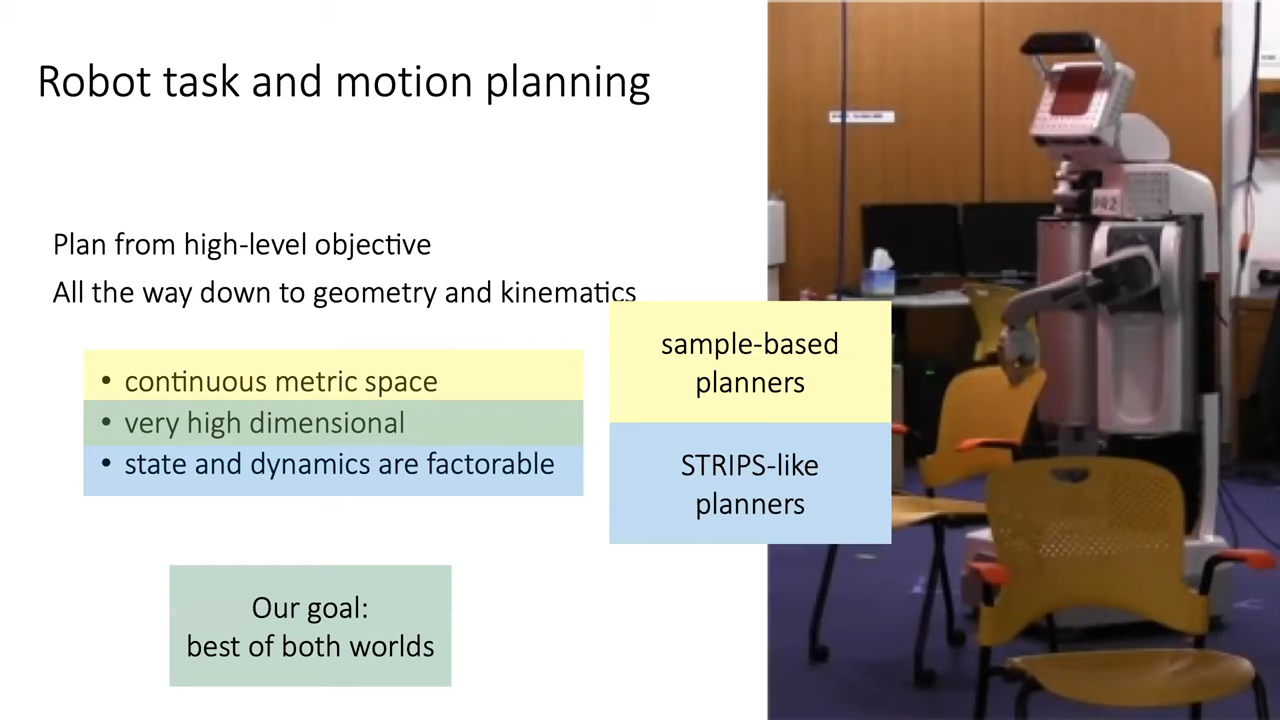 Robot task and motion planning
Plan from high-level objective
All the way down to geometry and kinematics
• continuous metric space
• very high dimensional
• state and dynamics are factorable
sample-based
planners
STRIPS-like
planners
Our goal:
best of both worlds
PR2